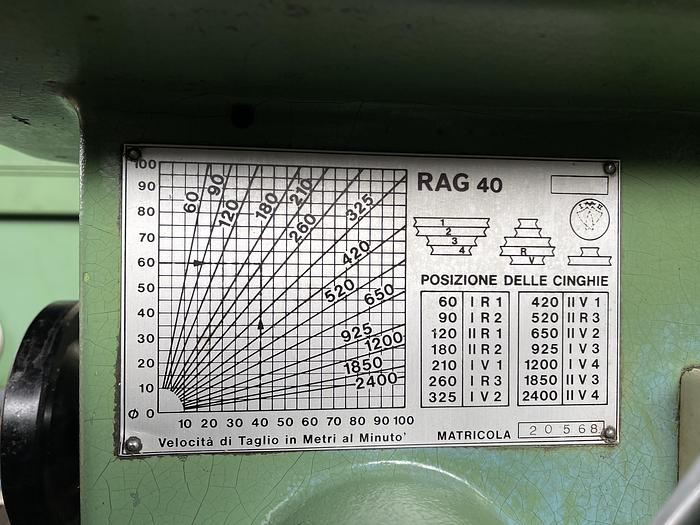 RAG 40
100
90
80
70
60
50
40
30
20
10
Ø 0
60 90 120 180 210 260 325
420
520
650
925
1200
1850
2400
10 20 30 40 50 60 70 80 90 100
Velocità di Taglio in Metri al Minuto'
1
2
3
4
R
V
I II
POSIZIONE DELLE CINGHIE
60 I R 1 420 II V 1
90 I R 2 520 II R 3
120 II R 1 650 II V 2
180 II R 2 925 I V 3
210 I V 1 1200 I V 4
260 I R 3 1850 II V 3
325 I V 2 2400 II V 4
MATRICOLA 20568